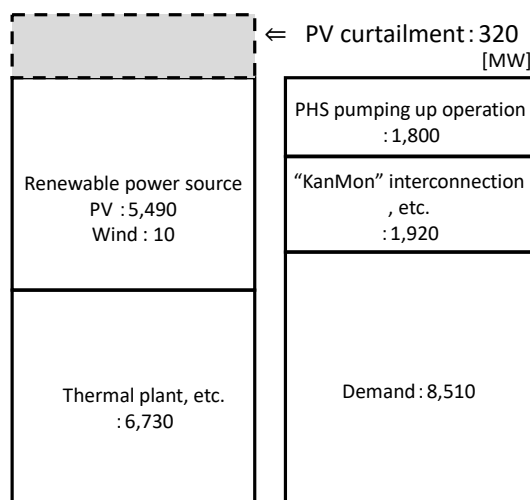 ⇐ PV curtailment : 320
[MW]
Renewable power source
PV : 5,490
Wind : 10
Thermal plant, etc.
: 6,730
PHS pumping up operation
: 1,800
“KanMon” interconnection
, etc.
: 1,920
Demand : 8,510